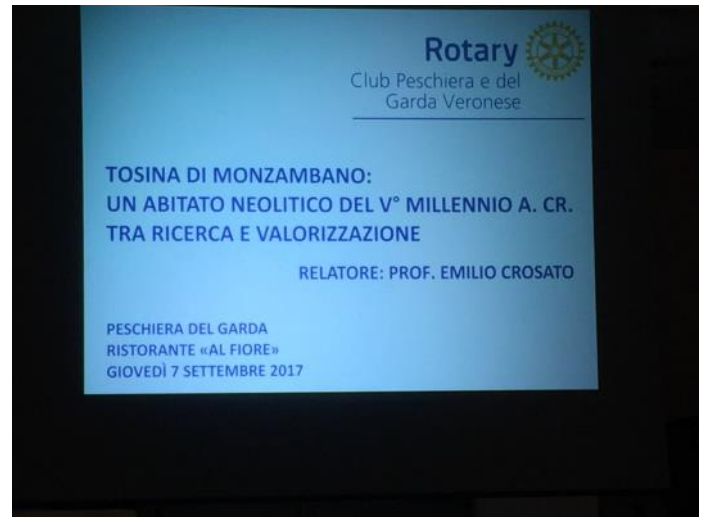 Rotary
Club Peschiera e del
Garda Veronese
TOSINA DI MONZAMBANO:
UN ABITATO NEOLITICO DEL V° MILLENNIO A. CR.
TRA RICERCA E VALORIZZAZIONE
RELATORE: PROF. EMILIO CROSATO
PESCHIERA DEL GARDA
RISTORANTE «AL FIORE»
GIOVEDÌ 7 SETTEMBRE 2017